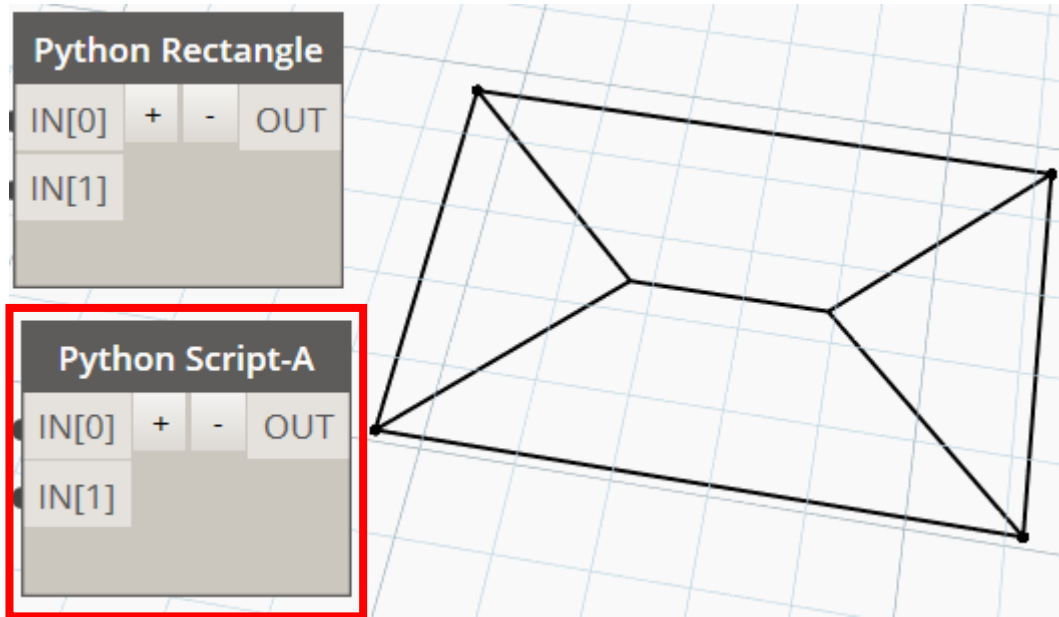 Python Rectangle
IN[0] + - OUT
IN[1]
Python Script-A
IN[0] + - OUT
IN[1]